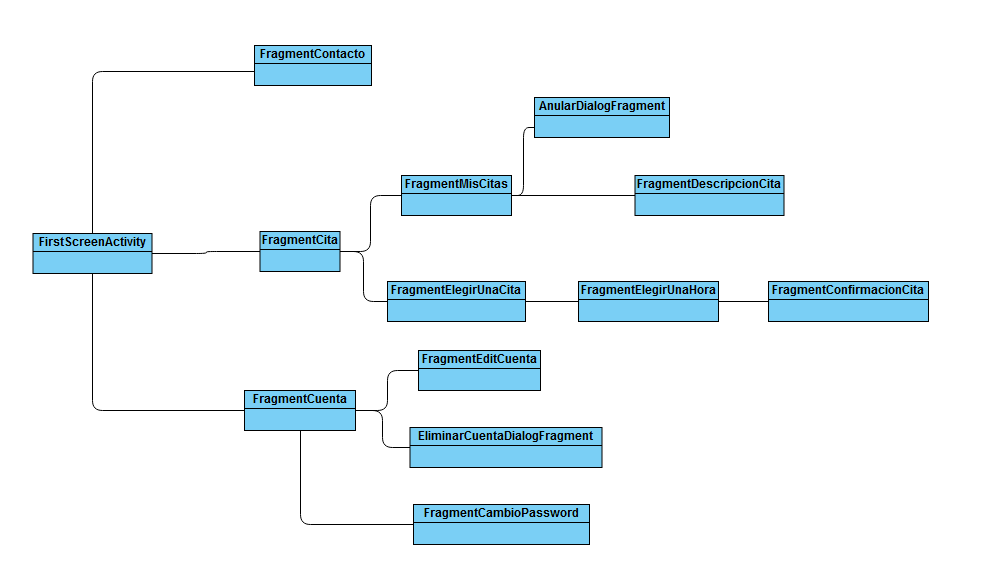 FragmentContacto
AnularDialogFragment
FragmentMisCitas
FragmentDescripcionCita
FirstScreenActivity
FragmentCita
FragmentElegirUnaCita
FragmentElegirUnaHora
FragmentConfirmacionCita
FragmentEditCuenta
FragmentCuenta
EliminarCuentaDialogFragment
FragmentCambioPassword